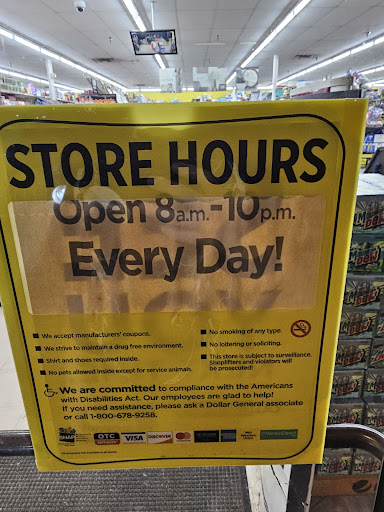 STORE HOURS
Open 8a.m.-10p.m.
Every Day!
We accept manufacturers' coupons.
We strive to maintain a drug free environment.
Shirt and shoes required inside.
No pets allowed inside except for service animals.
No smoking of any type.
No loitering or soliciting.
This store is subject to surveillance.
Shoplifters and violators will
be prosecuted!
We are committed to compliance with the Americans
with Disabilities Act. Our employees are glad to help!
If you need assistance, please ask a Dollar General associate
or call 1-800-678-9258.
SNAP
OTC
VISA
DISCOVER